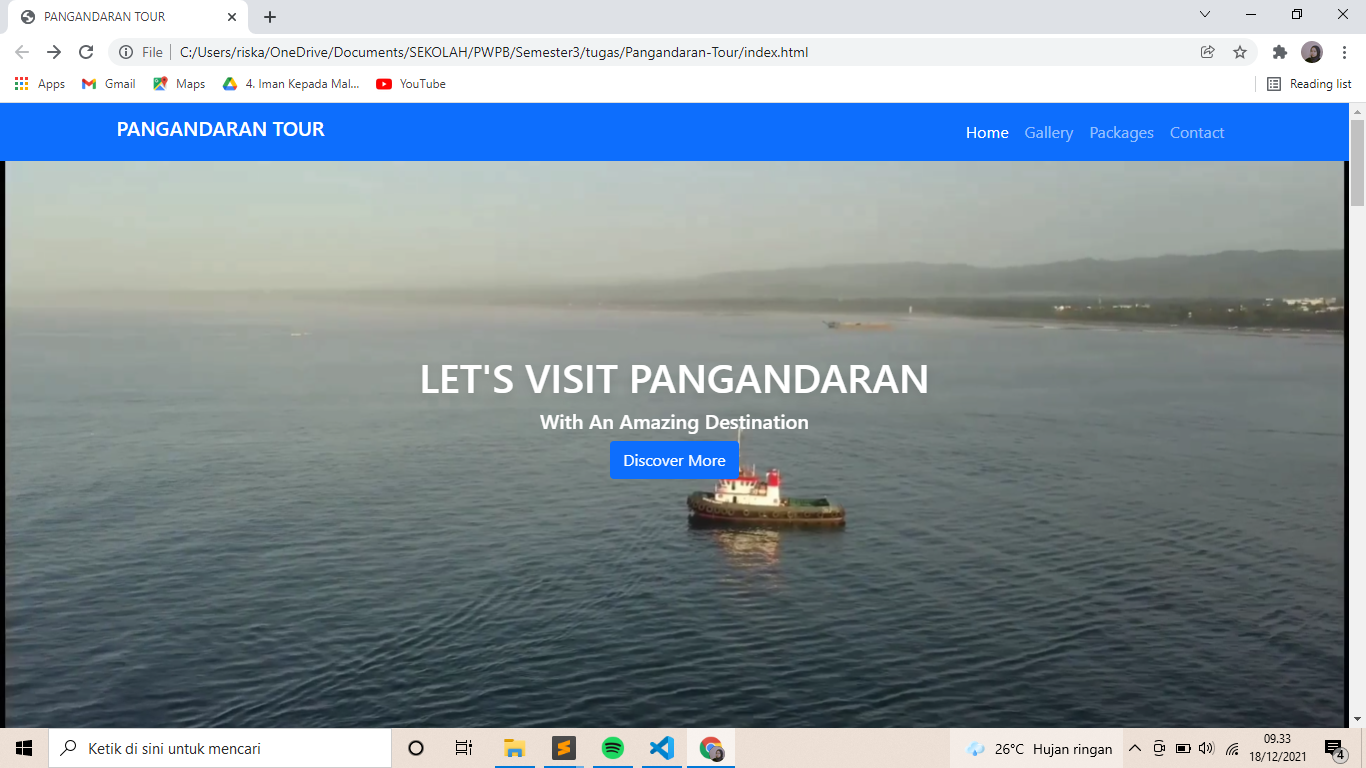 PANGANDARAN TOUR
File
C:/Users/riska/OneDrive/Documents/SEKOLAH/PWPB/Semester3/tugas/Pangandaran-Tour/index.html
Apps Gmail Maps 4. Iman Kepada Mal... YouTube Reading list
PANGANDARAN TOUR Home Gallery Packages Contact
LET'S VISIT PANGANDARAN
With An Amazing Destination
Discover More
Ketik di sini untuk mencari
26°C Hujan ringan
09.33
18/12/2021
4